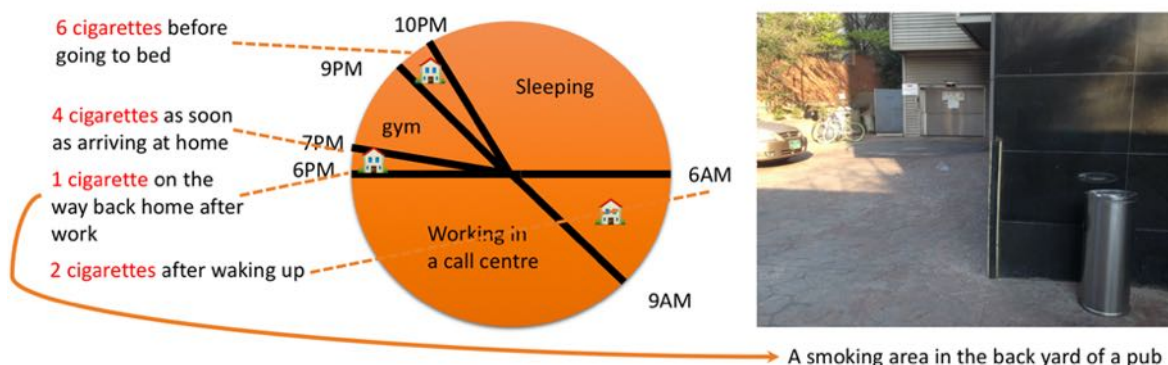 6 cigarettes before
going to bed
4 cigarettes as soon
as arriving at home
1 cigarette on the
way back home after
work
2 cigarettes after waking up
10PM
9PM
7PM
6PM
6AM
9AM
Sleeping
gym
Working in
a call centre
A smoking area in the back yard of a pub